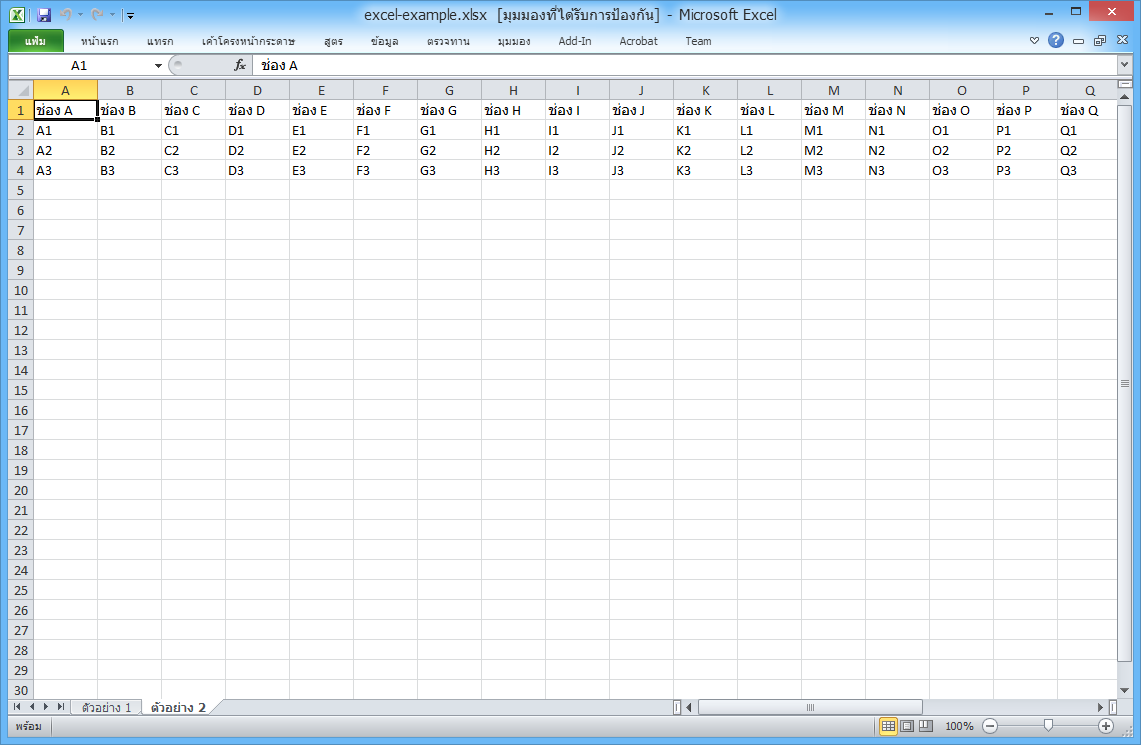 excel-example.xlsx [มุมมองที่ได้รับการป้องกัน] - Microsoft Excel
แฟ้ม หน้าแรก แทรก เค้าโครงหน้ากระดาษ สูตร ข้อมูล ตรวจทาน มุมมอง Add-In Acrobat Team
A1 fx ช่อง A
A B C D E F G H I J K L M N O P Q
1 ช่อง A ช่อง B ช่อง C ช่อง D ช่อง E ช่อง F ช่อง G ช่อง H ช่อง I ช่อง J ช่อง K ช่อง L ช่อง M ช่อง N ช่อง O ช่อง P ช่อง Q
2 A1 B1 C1 D1 E1 F1 G1 H1 I1 J1 K1 L1 M1 N1 O1 P1 Q1
3 A2 B2 C2 D2 E2 F2 G2 H2 I2 J2 K2 L2 M2 N2 O2 P2 Q2
4 A3 B3 C3 D3 E3 F3 G3 H3 I3 J3 K3 L3 M3 N3 O3 P3 Q3
5
6
7
8
9
10
11
12
13
14
15
16
17
18
19
20
21
22
23
24
25
26
27
28
29
30
ตัวอย่าง 1 ตัวอย่าง 2
พร้อม 100%